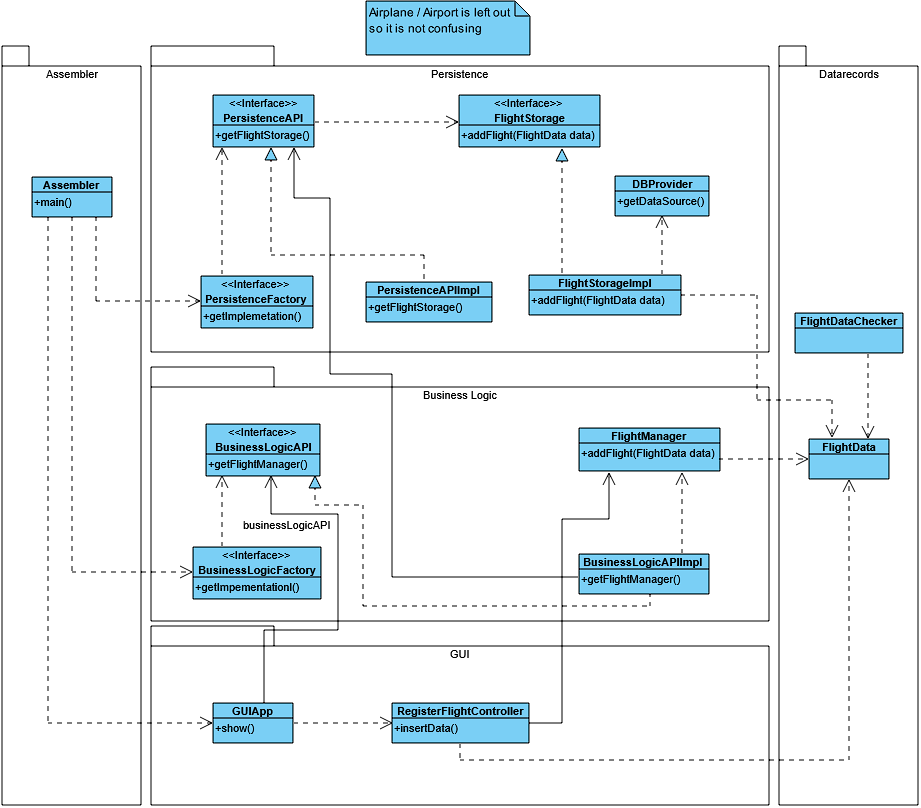 Airplane / Airport is left out
so it is not confusing
Assembler
Assembler
+main()
Persistence
<<Interface>>
PersistenceAPI
+getFlightStorage()
<<Interface>>
FlightStorage
+addFlight(FlightData data)
DBProvider
+getDataSource()
<<Interface>>
PersistenceFactory
+getImplemetation()
PersistenceAPIImpl
+getFlightStorage()
FlightStorageImpl
+addFlight(FlightData data)
Business Logic
<<Interface>>
BusinessLogicAPI
+getFlightManager()
FlightManager
+addFlight(FlightData data)
businessLogicAPI
<<Interface>>
BusinessLogicFactory
+getImpementationI()
BusinessLogicAPIImpl
+getFlightManager()
GUI
GUIApp
+show()
RegisterFlightController
+insertData()
Datarecords
FlightDataChecker
FlightData